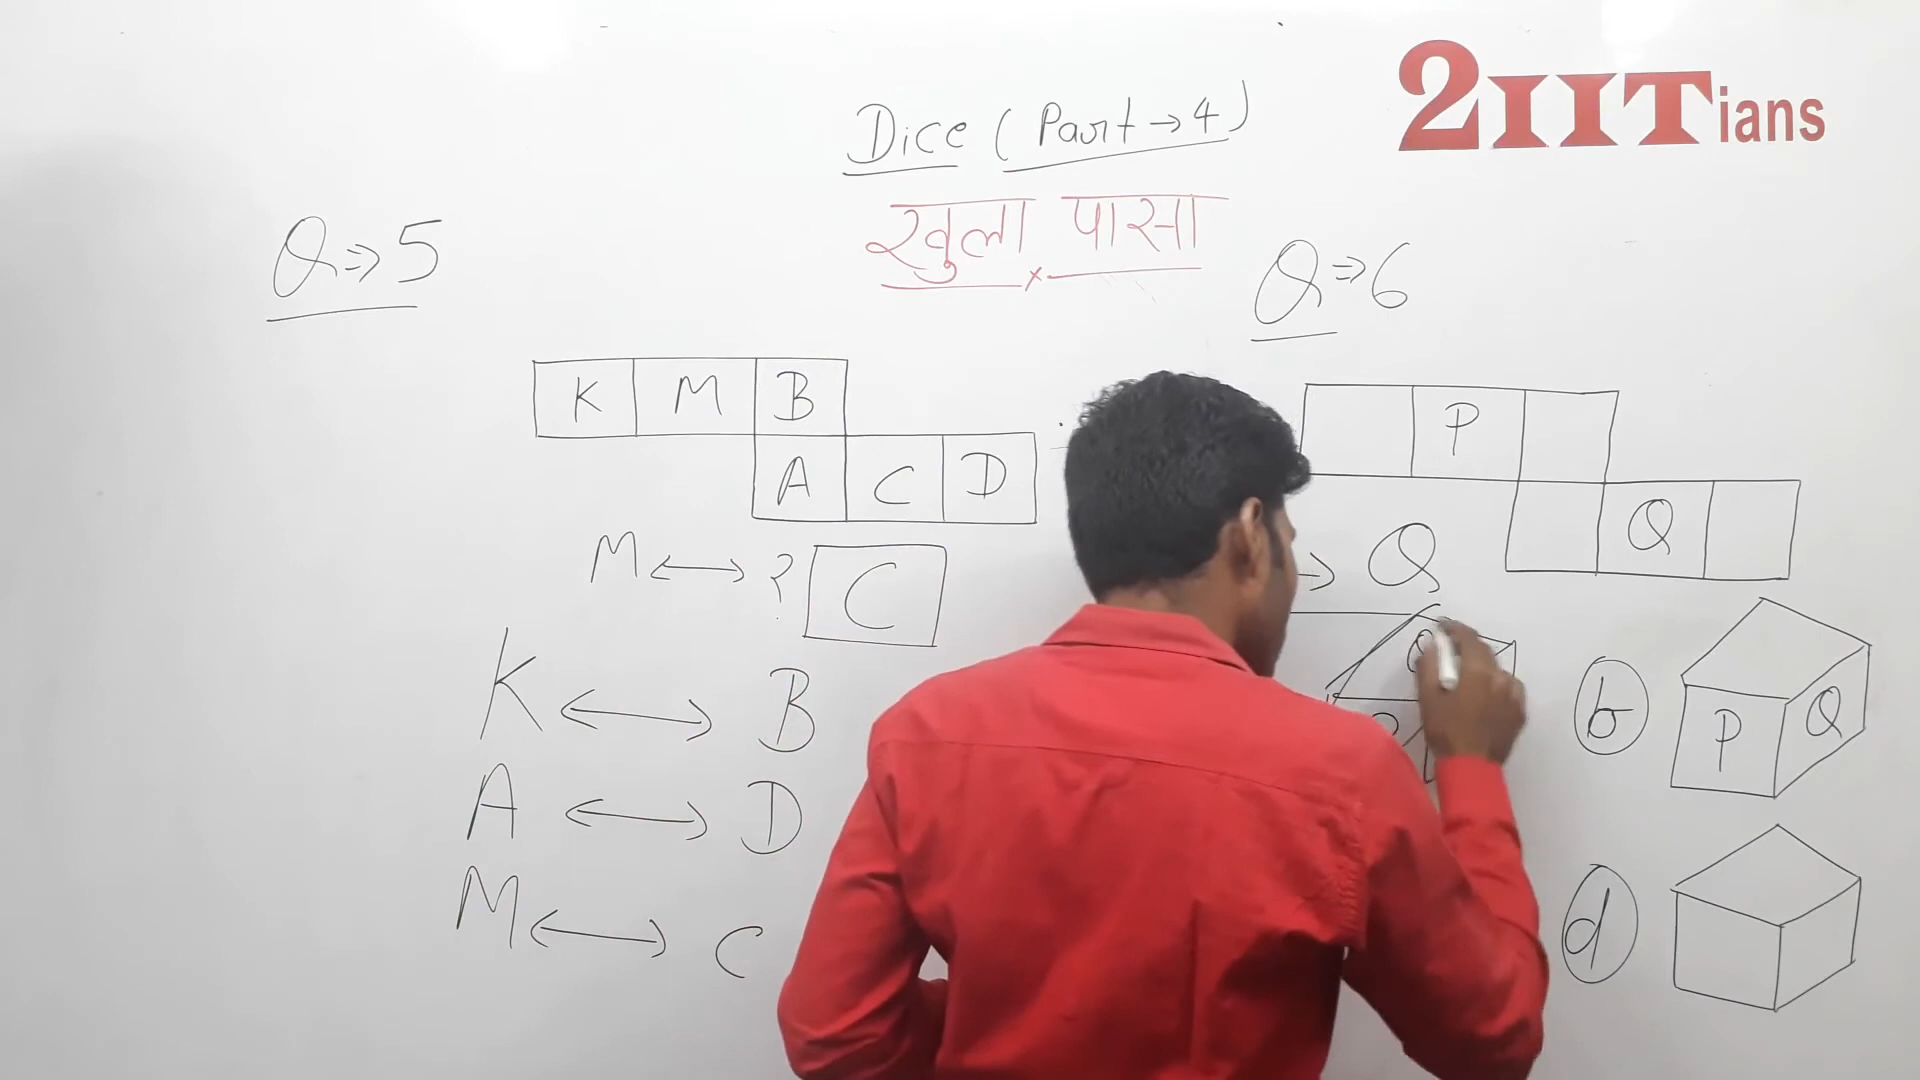 2IITians
Dice (Part → 4)
खुला पासा
Q ⇒ 5
Q ⇒ 6
K M B
A C D
P
Q
M ↔ ? C
→ Q
K ↔ B
A ↔ D
M ↔ C
Q
b P Q
d